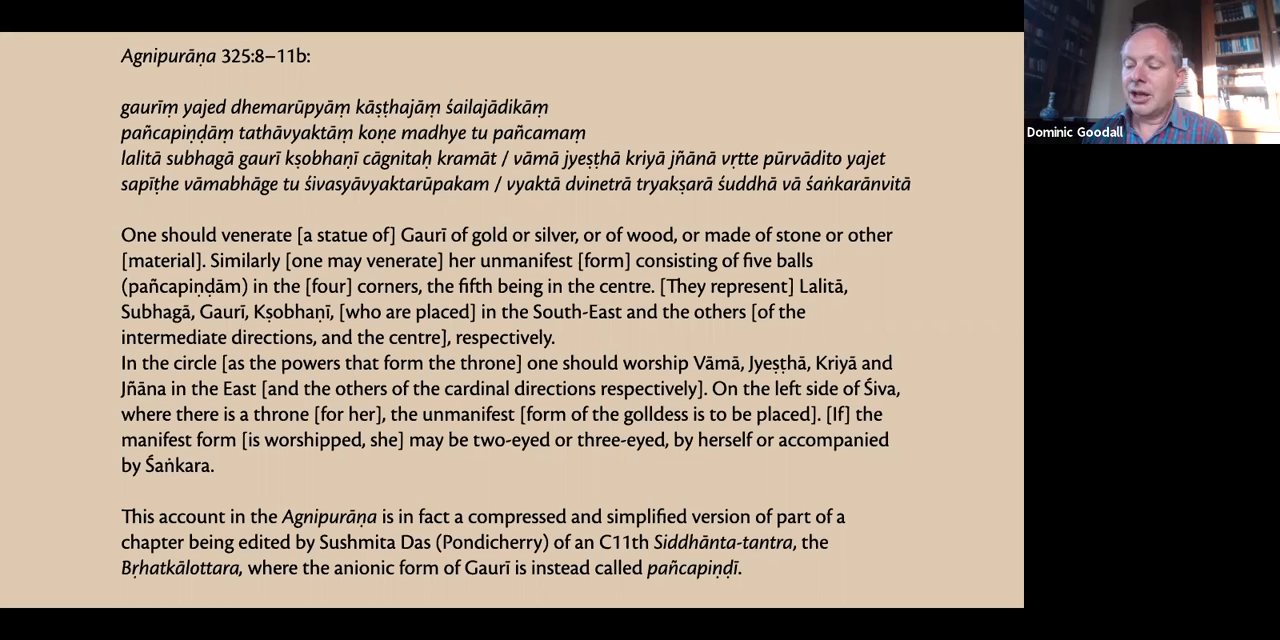 Agnipurāṇa 325:8–11b:
gaurīṃ yajed dhemarūpyāṃ kāṣṭhajāṃ śailajādikāṃ
pañcapiṇḍāṃ tathāvyaktāṃ koṇe madhye tu pañcamaṃ
lalitā subhagā gaurī kṣobhaṇī cāgnitaḥ kramāt / vāmā jyeṣṭhā kriyā jñānā vṛtte pūrvādito yajet
sapīṭhe vāmabhāge tu śivasyāvyaktarūpakam / vyaktā dvinetrā tryakṣarā śuddhā vā śaṅkarānvitā
One should venerate [a statue of] Gaurī of gold or silver, or of wood, or made of stone or other
[material]. Similarly [one may venerate] her unmanifest [form] consisting of five balls
(pañcapiṇḍām) in the [four] corners, the fifth being in the centre. [They represent] Lalitā,
Subhagā, Gaurī, Kṣobhaṇī, [who are placed] in the South-East and the others [of the
intermediate directions, and the centre], respectively.
In the circle [as the powers that form the throne] one should worship Vāmā, Jyeṣṭhā, Kriyā and
Jñāna in the East [and the others of the cardinal directions respectively]. On the left side of Śiva,
where there is a throne [for her], the unmanifest [form of the golldess is to be placed]. [If] the
manifest form [is worshipped, she] may be two-eyed or three-eyed, by herself or accompanied
by Śaṅkara.
This account in the Agnipurāṇa is in fact a compressed and simplified version of part of a
chapter being edited by Sushmita Das (Pondicherry) of an C11th Siddhānta-tantra, the
Bṛhatkālottara, where the anionic form of Gaurī is instead called pañcapiṇḍī.
Dominic Goodall